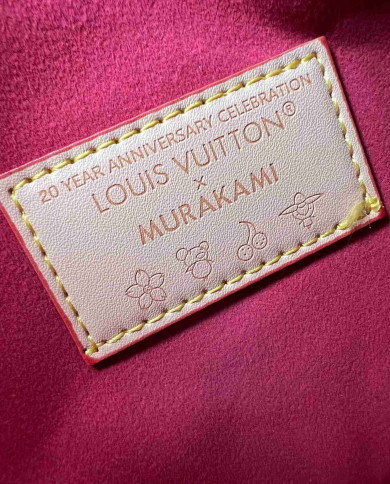 20 YEAR ANNIVERSARY CELEBRATION
LOUIS VUITTON®
×
MURAKAMI